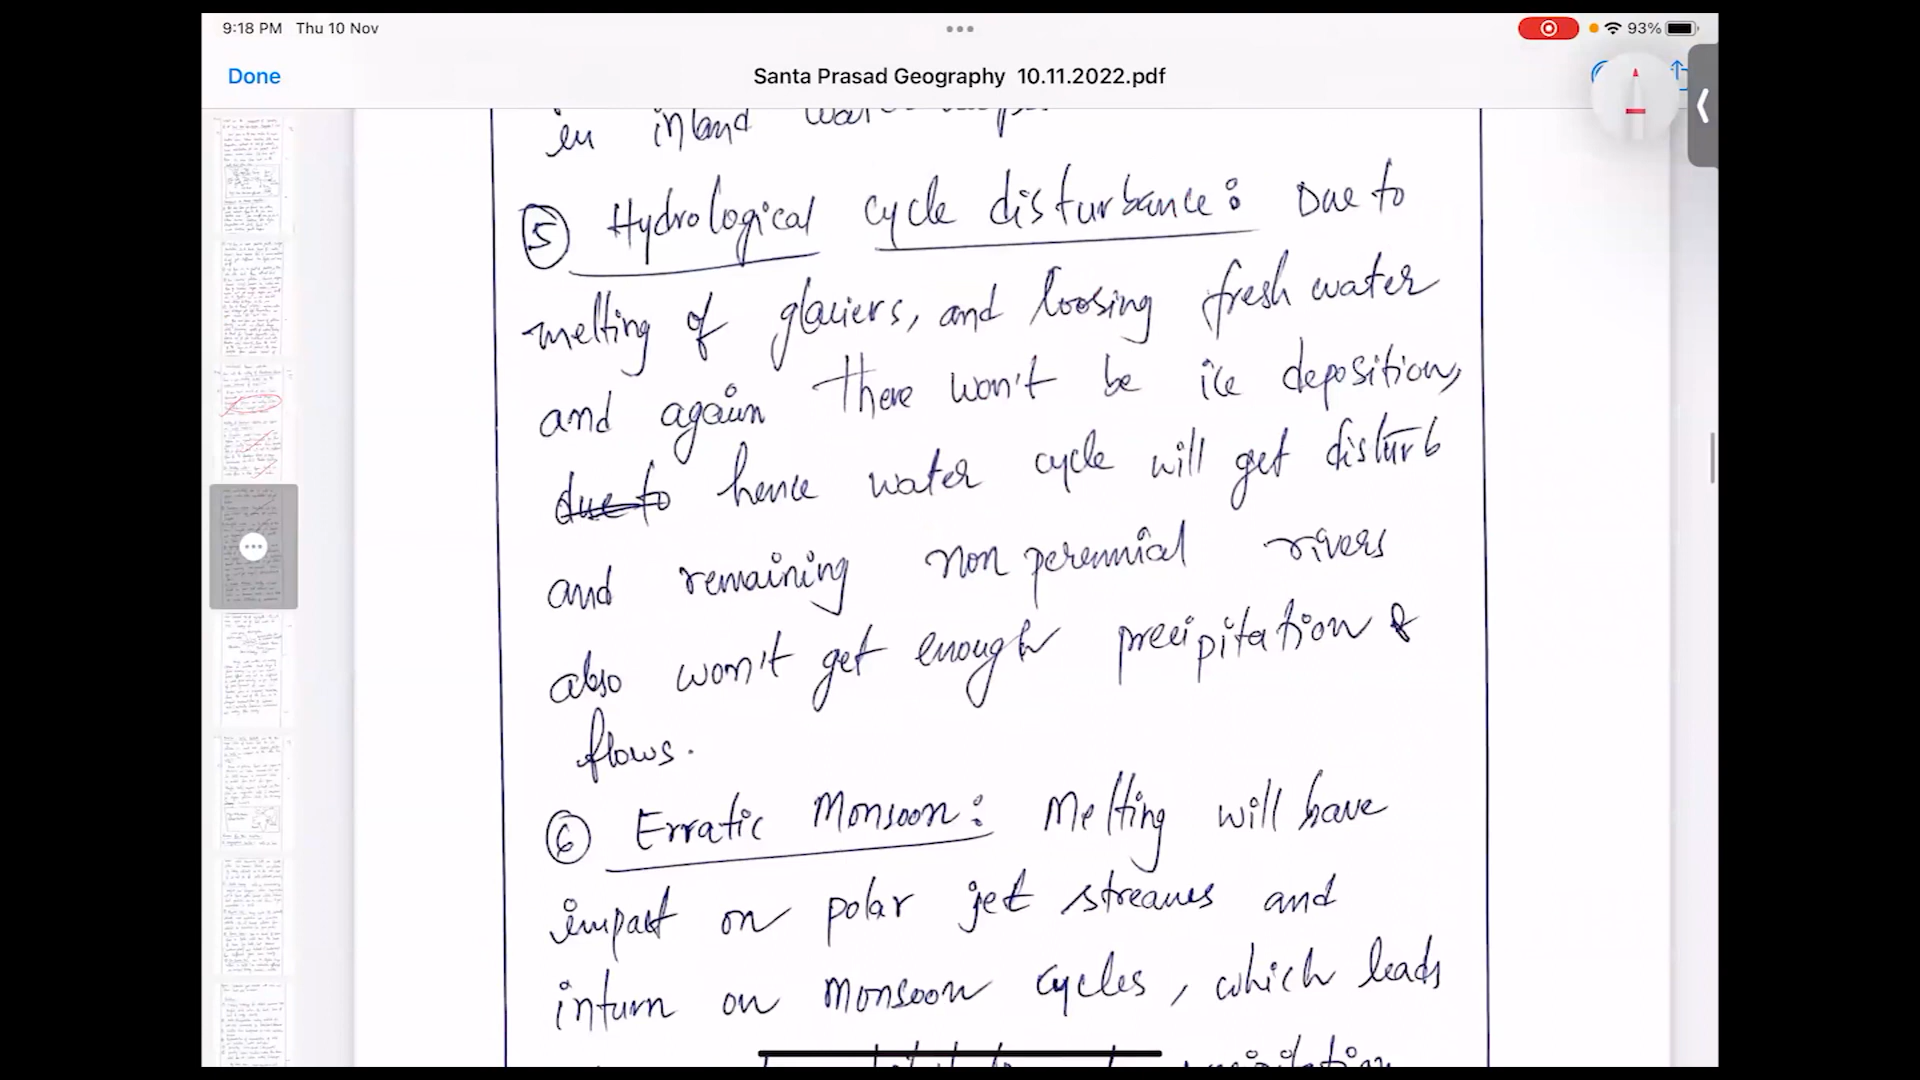 9:18 PM Thu 10 Nov
93%
Done
Santa Prasad Geography 10.11.2022.pdf
in inland
⑤ Hydrological cycle disturbance: Due to
melting of glaciers, and loosing fresh water
and again there won't be ice deposition,
due to hence water cycle will get disturb
and remaining non perennial rivers
also won't get enough precipitation &
flows.
⑥ Erratic Monsoon: Melting will have
impact on polar jet streams and
inturn on monsoon cycles, which leads